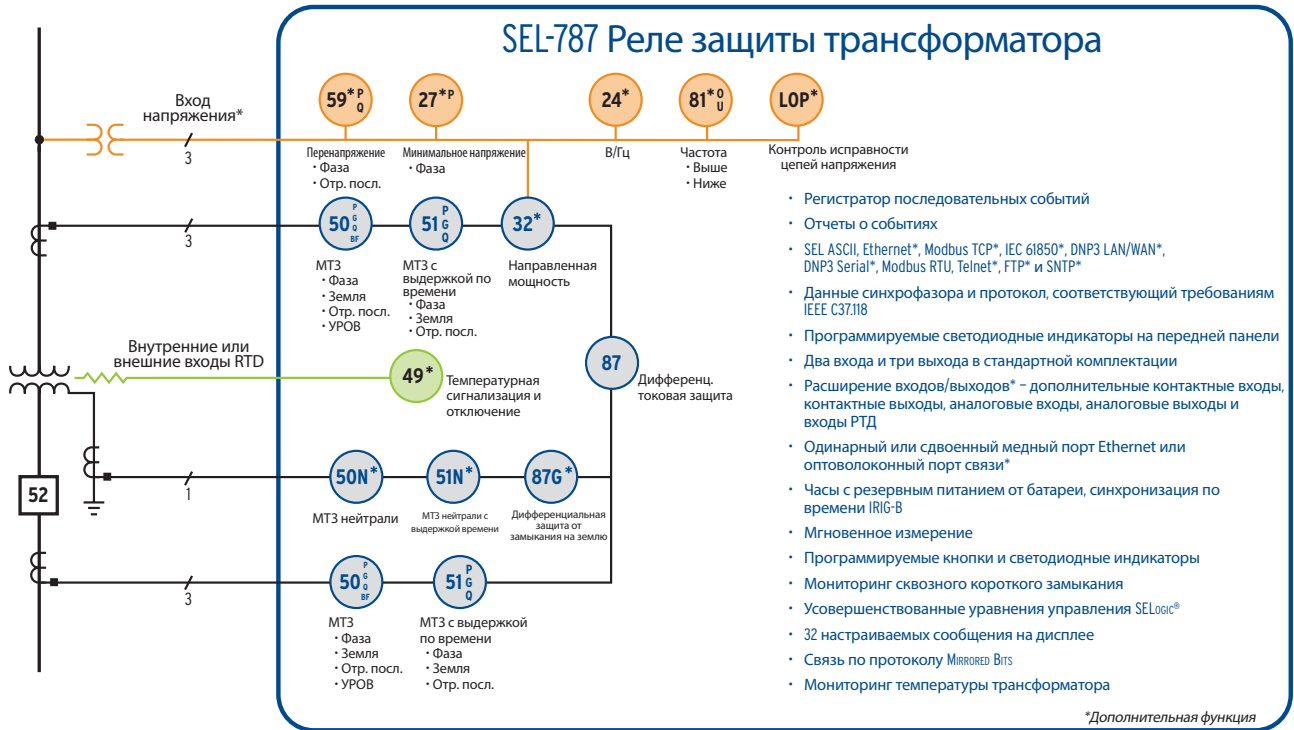 SEL-787 Реле защиты трансформатора
Вход
напряжения*
3
59* P Q
27*P
24*
81* O U
LOP*
Перенапряжение
· Фаза
· Отр. посл.
Минимальное напряжение
· Фаза
В/Гц
Частота
· Выше
· Ниже
Контроль исправности
цепей напряжения
3
50 P G Q BF
51 P G Q
32*
МТЗ
· Фаза
· Земля
· Отр. посл.
· УРОВ
МТЗ с
выдержкой по
времени
· Фаза
· Земля
· Отр. посл.
Направленная
мощность
Внутренние или
внешние входы RTD
49*
Температурная
сигнализация и
отключение
87
Дифференц.
токовая защита
52
1
50N*
51N*
87G*
МТЗ нейтрали
МТЗ нейтрали с
выдержкой времени
Дифференциальная
защита от
замыкания на землю
3
50 P G Q BF
51 P G Q
МТЗ
· Фаза
· Земля
· Отр. посл.
· УРОВ
МТЗ с выдержкой
по времени
· Фаза
· Земля
· Отр. посл.
· Регистратор последовательных событий
· Отчеты о событиях
· SEL ASCII, Ethernet*, Modbus TCP*, IEC 61850*, DNP3 LAN/WAN*,
DNP3 Serial*, Modbus RTU, Telnet*, FTP* и SNTP*
· Данные синхрофазора и протокол, соответствующий требованиям
IEEE C37.118
· Программируемые светодиодные индикаторы на передней панели
· Два входа и три выхода в стандартной комплектации
· Расширение входов/выходов* – дополнительные контактные входы,
контактные выходы, аналоговые входы, аналоговые выходы и
входы РТД
· Одинарный или сдвоенный медный порт Ethernet или
оптоволоконный порт связи*
· Часы с резервным питанием от батареи, синхронизация по
времени IRIG-B
· Мгновенное измерение
· Программируемые кнопки и светодиодные индикаторы
· Мониторинг сквозного короткого замыкания
· Усовершенствованные уравнения управления SELOGIC®
· 32 настраиваемых сообщения на дисплее
· Связь по протоколу MIRRORED BITS
· Мониторинг температуры трансформатора
*Дополнительная функция